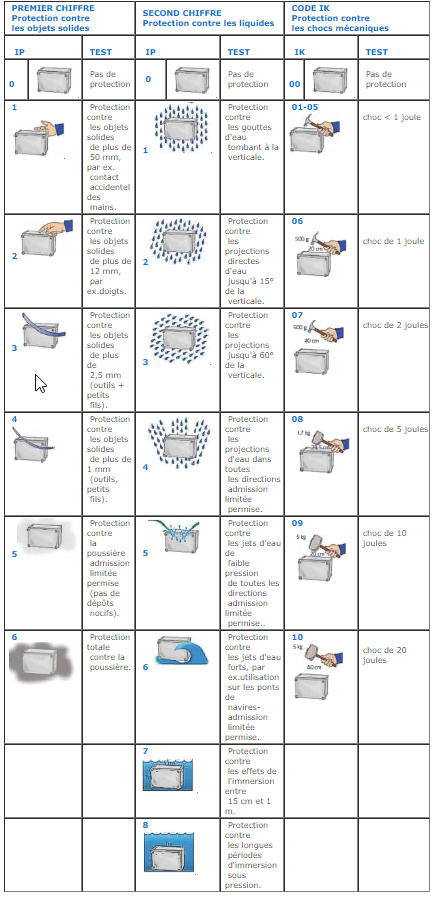 PREMIER CHIFFRE
Protection contre
les objets solides
SECOND CHIFFRE
Protection contre les liquides
CODE IK
Protection contre
les chocs mécaniques
IP
TEST
IP
TEST
IK
TEST
0
Pas de
protection
0
Pas de
protection
00
Pas de
protection
1
Protection
contre
les objets
solides
de plus de
50 mm,
par ex.
contact
accidentel
des
mains.
1
Protection
contre
les gouttes
d'eau
tombant à la
verticale.
01-05
choc < 1 joule
2
Protection
contre
les objets
solides
de plus de
12 mm,
par
ex.doigts.
2
Protection
contre
les
projections
directes
d'eau
jusqu'à 15°
de la
verticale.
06
500 g
20 cm
choc de 1 joule
3
Protection
contre
les objets
solides
de plus
de
2,5 mm
(outils +
petits
fils).
3
Protection
contre
les
projections
jusqu'à 60°
de la
verticale.
07
500 g
40 cm
choc de 2 joules
4
Protection
contre
les objets
solides
de plus de
1 mm
(outils,
petits
fils).
4
Protection
contre
les
projections
d'eau dans
toutes
les directions
admission
limitée
permise.
08
1,7 kg
choc de 5 joules
5
Protection
contre
la
poussière
admission
limitée
permise
(pas de
dépôts
nocifs).
5
Protection
contre
les jets d'eau
de
faible
pression
de toutes les
directions
admission
limitée
permise..
09
5 kg
20 cm
choc de 10
joules
6
Protection
totale
contre la
poussière.
6
Protection
contre
les jets d'eau
forts, par
ex.utilisation
sur les ponts
de
navires-
admission
limitée
permise.
10
5 kg
40 cm
choc de 20
joules
7
Protection
contre
les effets de
l'immersion
entre
15 cm et 1
m.
8
Protection
contre
les longues
périodes
d'immersion
sous
pression.